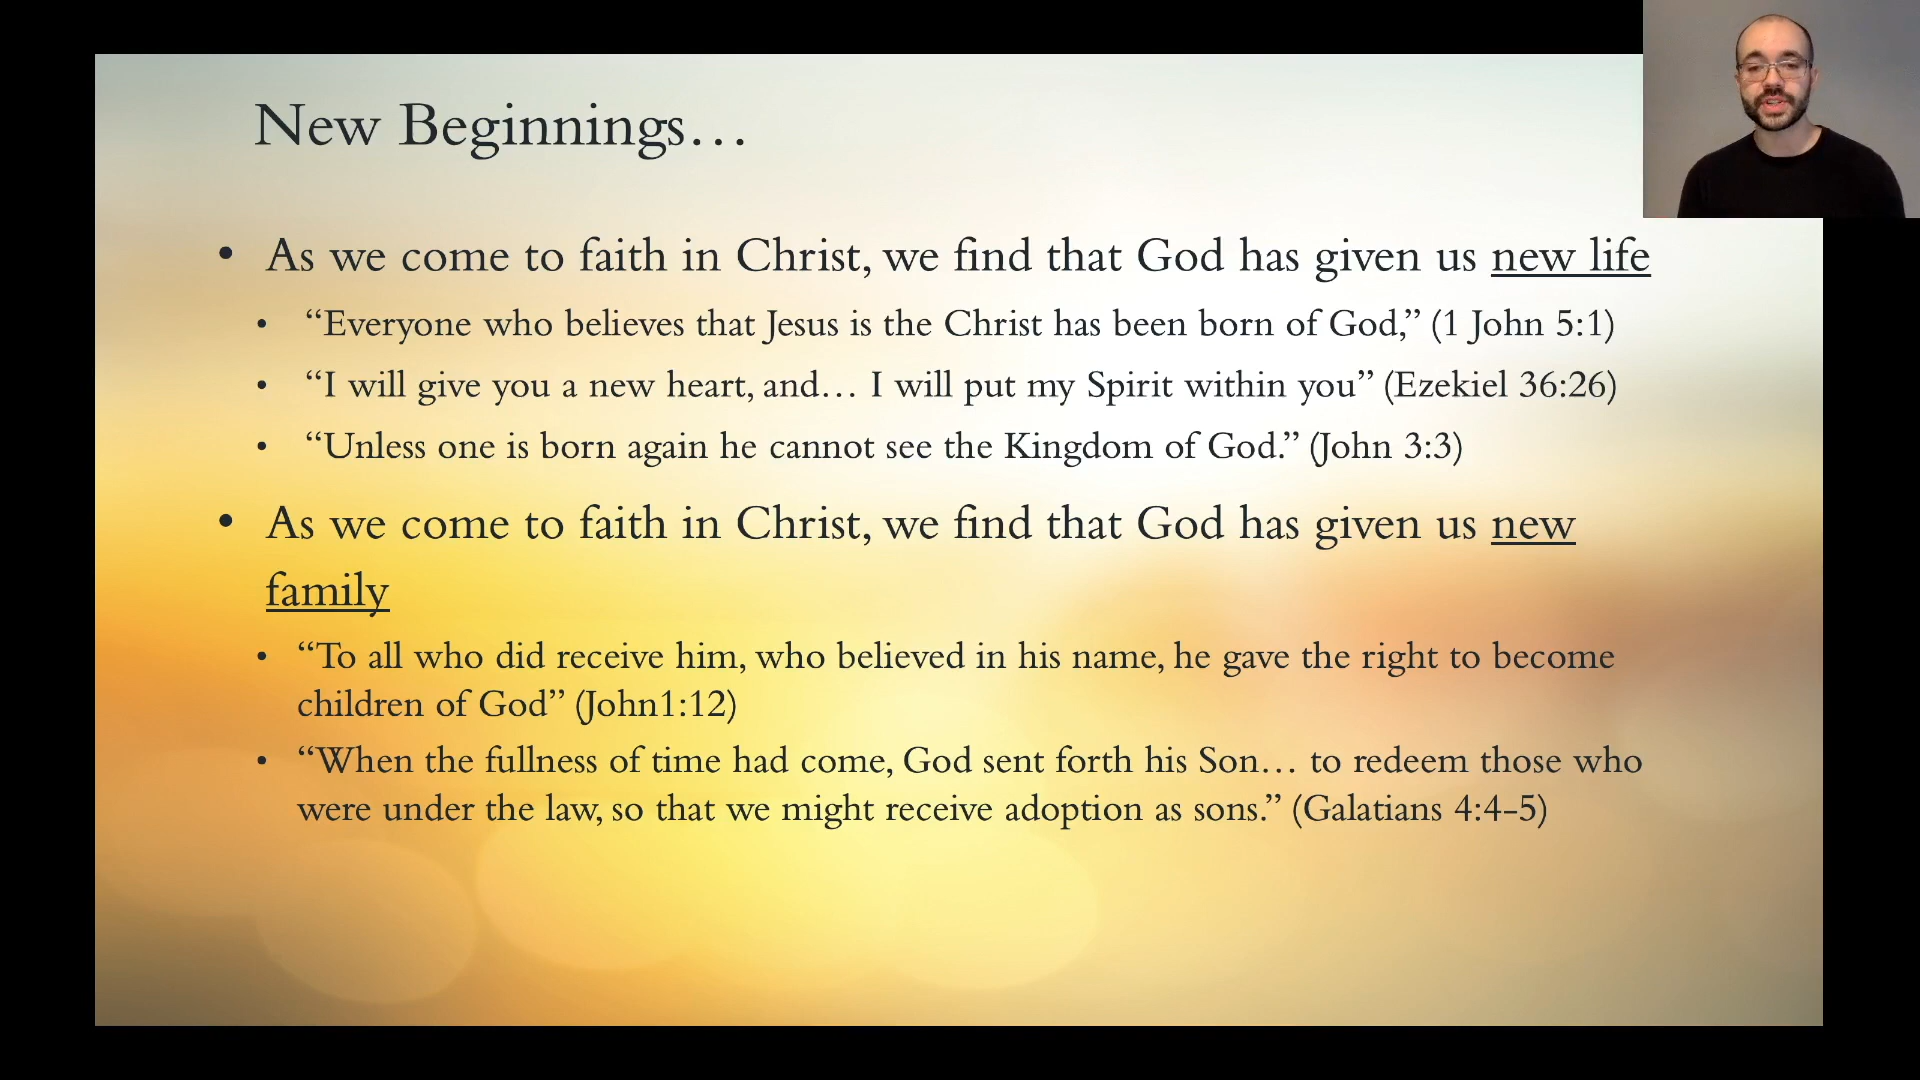 New Beginnings…
• As we come to faith in Christ, we find that God has given us new life
• “Everyone who believes that Jesus is the Christ has been born of God,” (1 John 5:1)
• “I will give you a new heart, and… I will put my Spirit within you” (Ezekiel 36:26)
• “Unless one is born again he cannot see the Kingdom of God.” (John 3:3)
• As we come to faith in Christ, we find that God has given us new
family
• “To all who did receive him, who believed in his name, he gave the right to become
children of God” (John1:12)
• “When the fullness of time had come, God sent forth his Son… to redeem those who
were under the law, so that we might receive adoption as sons.” (Galatians 4:4-5)